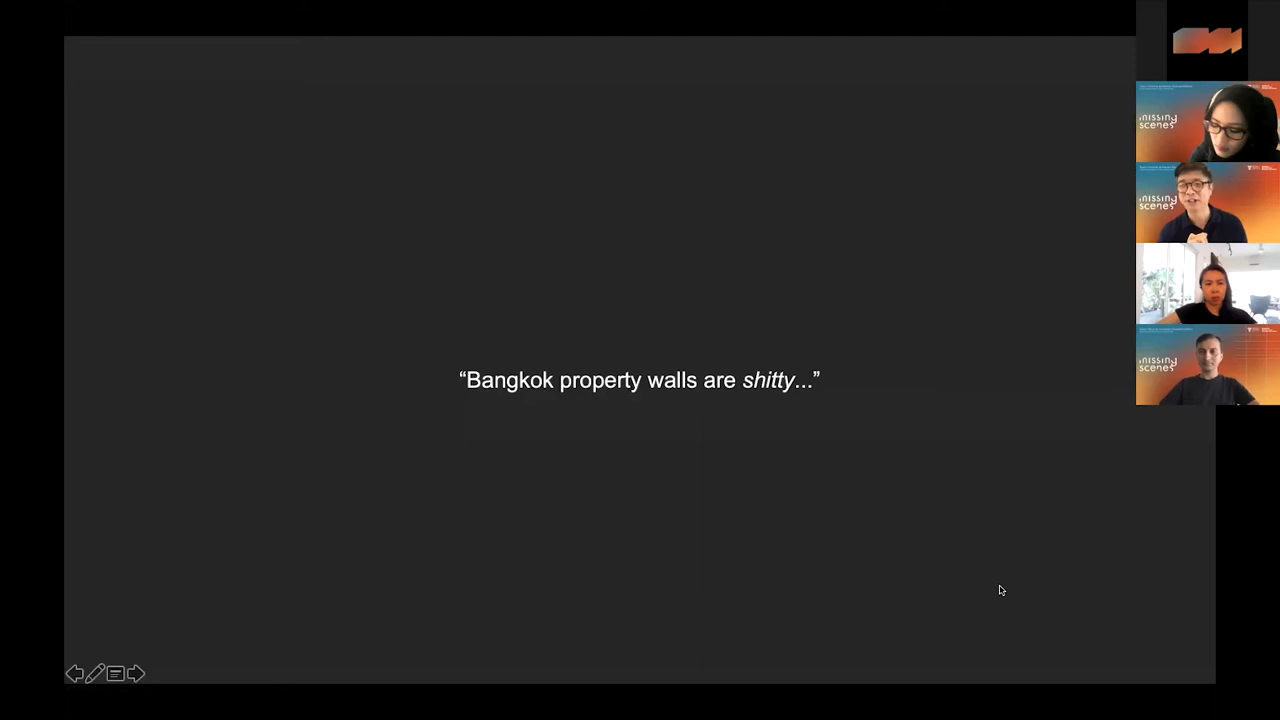 “Bangkok property walls are shitty...”
missing
scenes
missing
scenes
missing
scenes